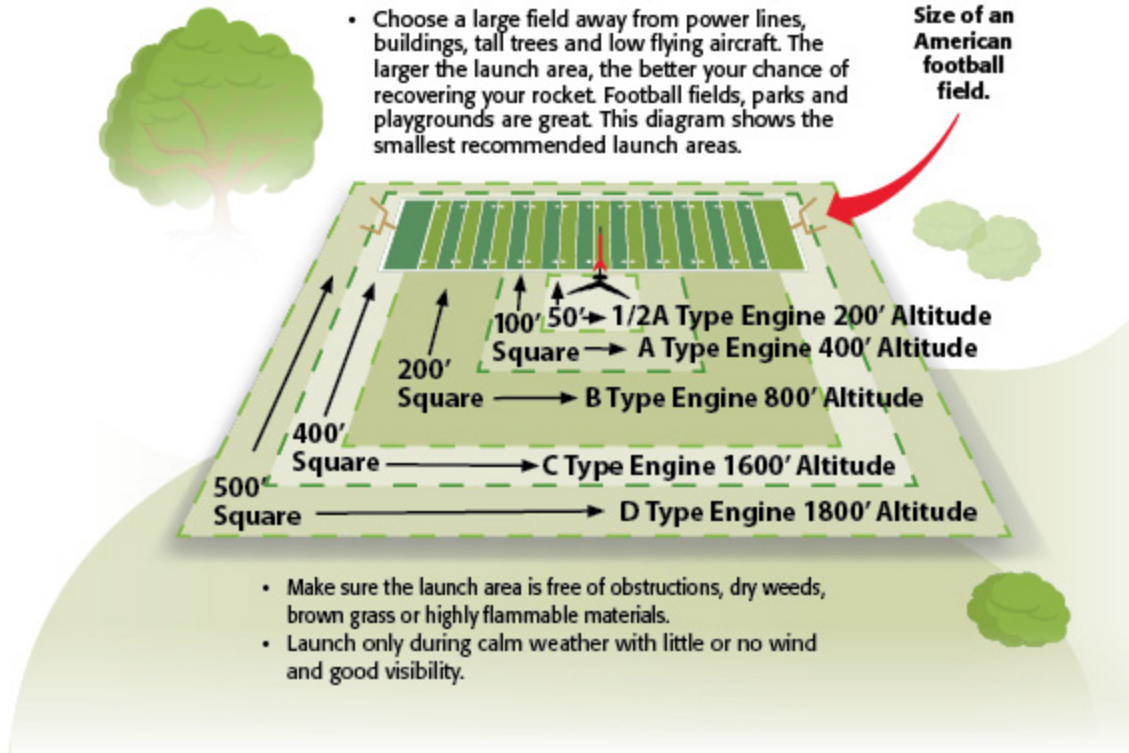 • Choose a large field away from power lines,
buildings, tall trees and low flying aircraft. The
larger the launch area, the better your chance of
recovering your rocket. Football fields, parks and
playgrounds are great. This diagram shows the
smallest recommended launch areas.
Size of an
American
football
field.
100′ 50′ 1/2A Type Engine 200′ Altitude
Square A Type Engine 400′ Altitude
200′
Square B Type Engine 800′ Altitude
400′
Square C Type Engine 1600′ Altitude
500′
Square D Type Engine 1800′ Altitude
• Make sure the launch area is free of obstructions, dry weeds,
brown grass or highly flammable materials.
• Launch only during calm weather with little or no wind
and good visibility.